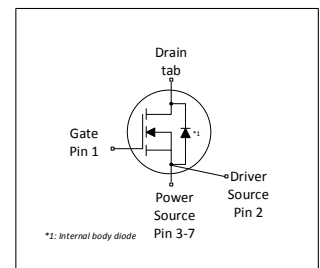 Drain
tab
*1
Gate
Pin 1
Driver
Source
Pin 2
Power
Source
Pin 3-7
*1: Internal body diode